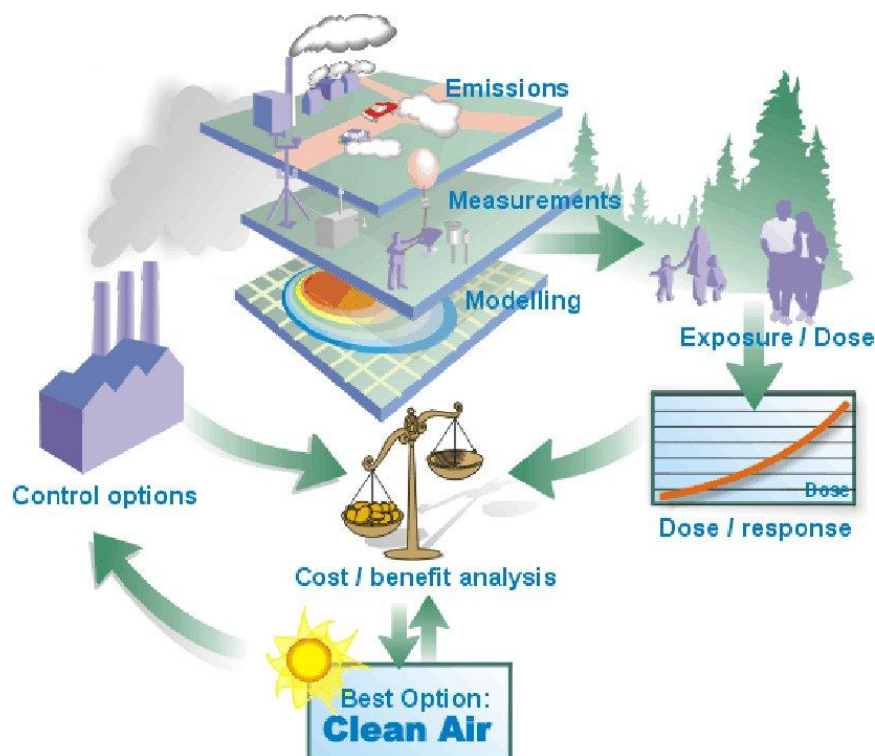 Emissions
Measurements
Modelling
Exposure / Dose
Dose
Dose / response
Control options
Cost / benefit analysis
Best Option:
Clean Air